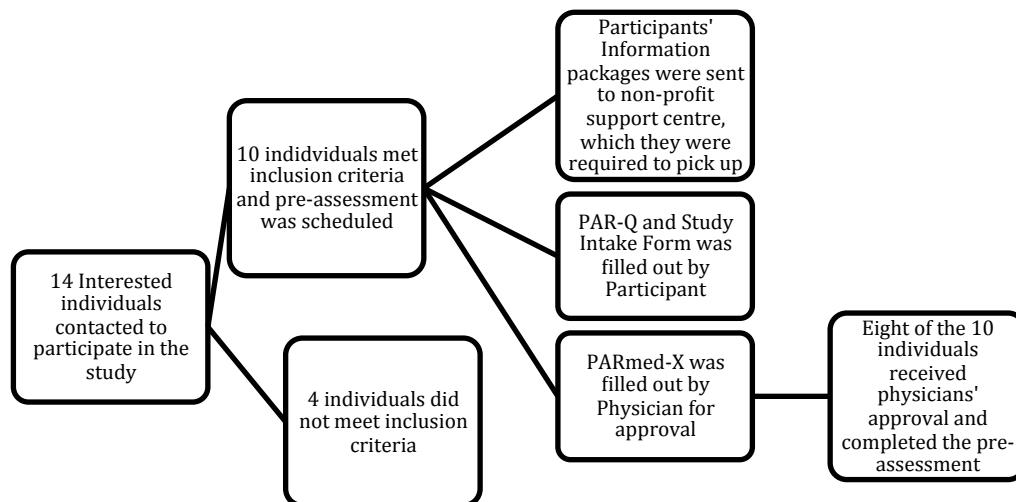 14 Interested
individuals
contacted to
participate in the
study
10 indidviduals met
inclusion criteria
and pre-assessment
was scheduled
4 individuals did
not meet inclusion
criteria
Participants'
Information
packages were sent
to non-profit
support centre,
which they were
required to pick up
PAR-Q and Study
Intake Form was
filled out by
Participant
PARmed-X was
filled out by
Physician for
approval
Eight of the 10
individuals
received
physicians'
approval and
completed the pre-
assessment